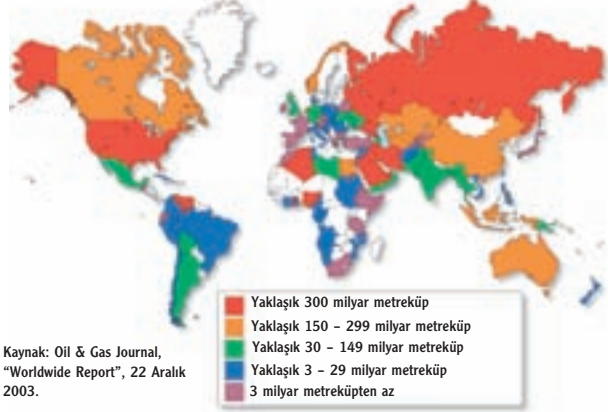 Yaklaşık 300 milyar metreküp
Yaklaşık 150 – 299 milyar metreküp
Yaklaşık 30 – 149 milyar metreküp
Yaklaşık 3 – 29 milyar metreküp
3 milyar metreküpten az
Kaynak: Oil & Gas Journal,
“Worldwide Report”, 22 Aralık
2003.